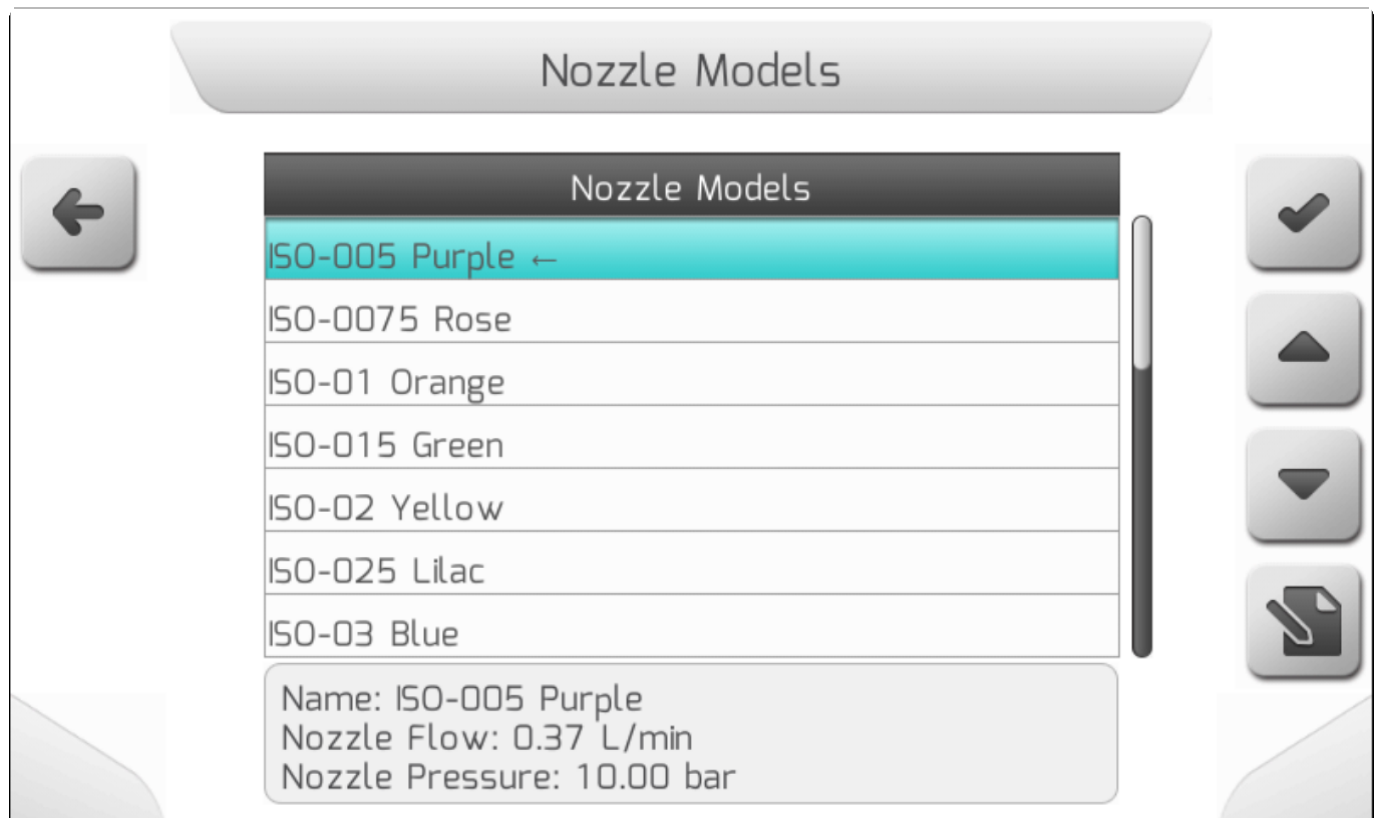 Nozzle Models
Nozzle Models
ISO-005 Purple ←
ISO-0075 Rose
ISO-01 Orange
ISO-015 Green
ISO-02 Yellow
ISO-025 Lilac
ISO-03 Blue
Name: ISO-005 Purple
Nozzle Flow: 0.37 L/min
Nozzle Pressure: 10.00 bar